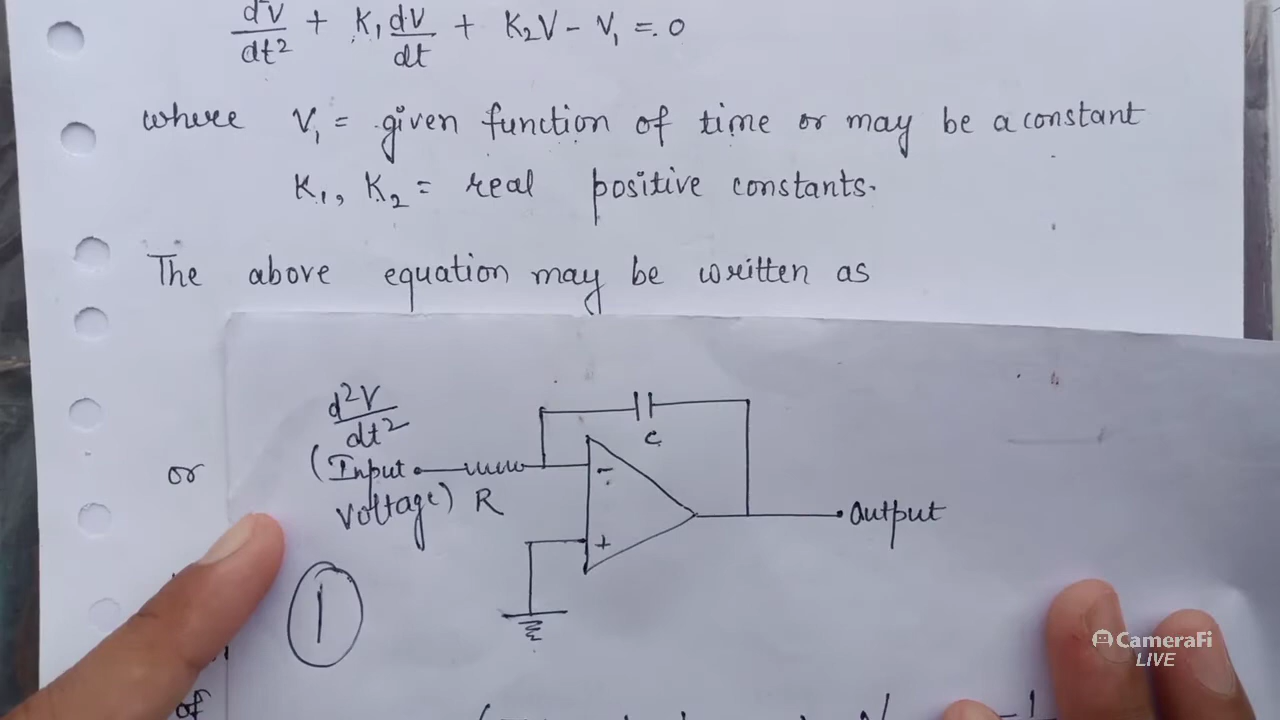 d²V/dt² + K₁ dV/dt + K₂V - V₁ = 0
where V₁ = given function of time or may be a constant
K₁, K₂ = real positive constants.
The above equation may be written as
d²V/dt²
or
(Input voltage) R
C
-
+
output
1
of
CameraFi
LIVE